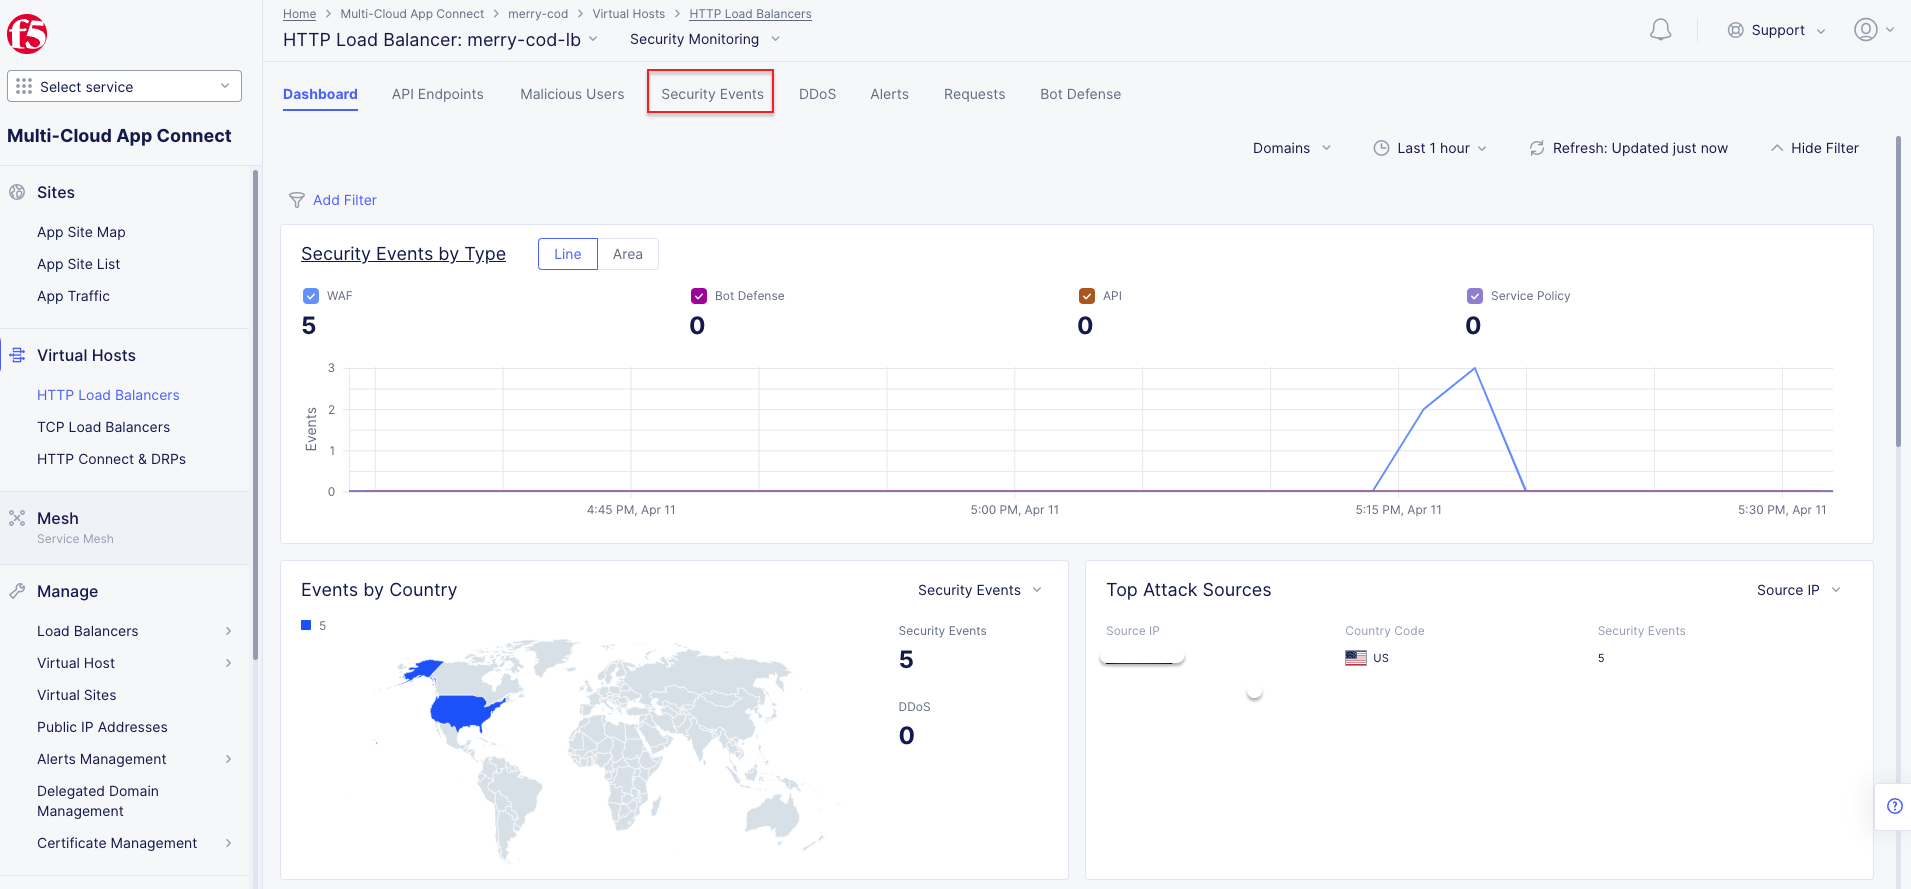 f5
Select service
Multi-Cloud App Connect
Sites
App Site Map
App Site List
App Traffic
Virtual Hosts
HTTP Load Balancers
TCP Load Balancers
HTTP Connect & DRPs
Mesh
Service Mesh
Manage
Load Balancers
Virtual Host
Virtual Sites
Public IP Addresses
Alerts Management
Delegated Domain
Management
Certificate Management
Home > Multi-Cloud App Connect > merry-cod > Virtual Hosts > HTTP Load Balancers
HTTP Load Balancer: merry-cod-lb Security Monitoring
Support
Dashboard API Endpoints Malicious Users Security Events DDoS Alerts Requests Bot Defense
Domains Last 1 hour Refresh: Updated just now Hide Filter
Add Filter
Security Events by Type Line Area
WAF Bot Defense API Service Policy
5 0 0 0
3
2
1
0
Events
4:45 PM, Apr 11 5:00 PM, Apr 11 5:15 PM, Apr 11 5:30 PM, Apr 11
Events by Country Security Events
5
Security Events
5
DDoS
0
Top Attack Sources Source IP
Source IP Country Code Security Events
US 5